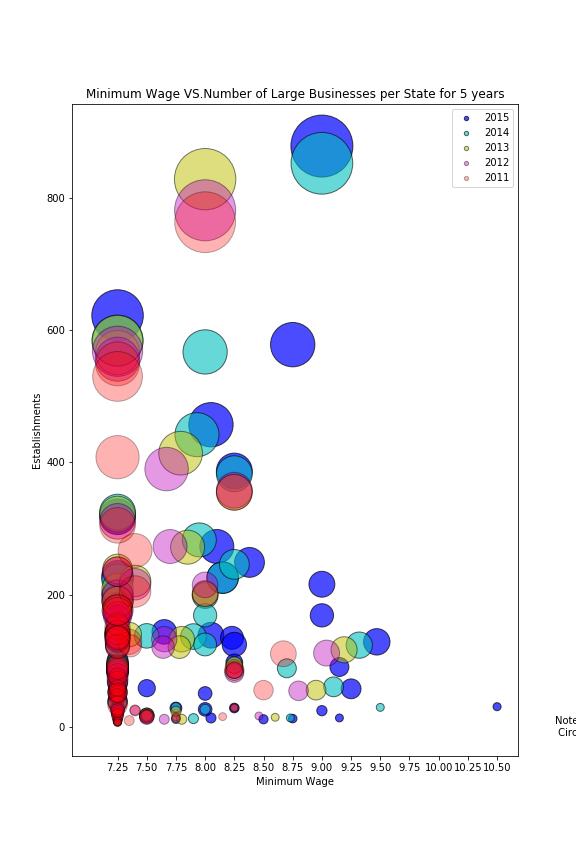 Minimum Wage VS.Number of Large Businesses per State for 5 years
2015
2014
2013
2012
2011
Establishments
800
600
400
200
0
7.25 7.50 7.75 8.00 8.25 8.50 8.75 9.00 9.25 9.50 9.75 10.00 10.25 10.50
Minimum Wage
Note
Circ